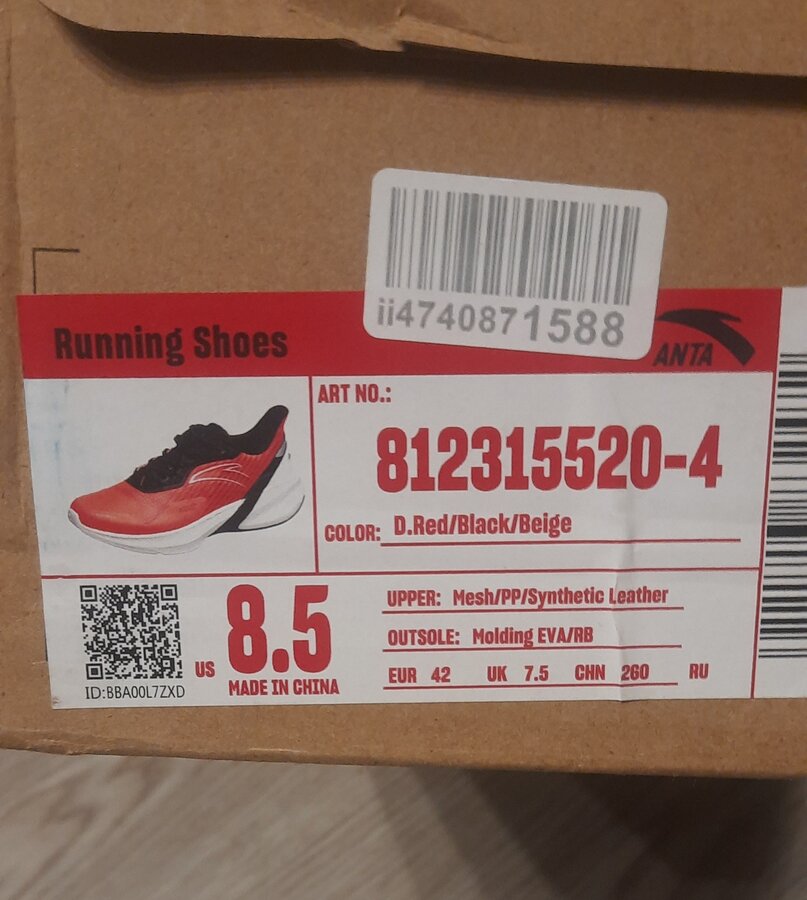 ii4740871588
Running Shoes
ANTA
ART NO.:
812315520-4
COLOR: D.Red/Black/Beige
US 8.5
MADE IN CHINA
ID:BBA00L7ZXD
UPPER: Mesh/PP/Synthetic Leather
OUTSOLE: Molding EVA/RB
EUR 42 UK 7.5 CHN 260 RU